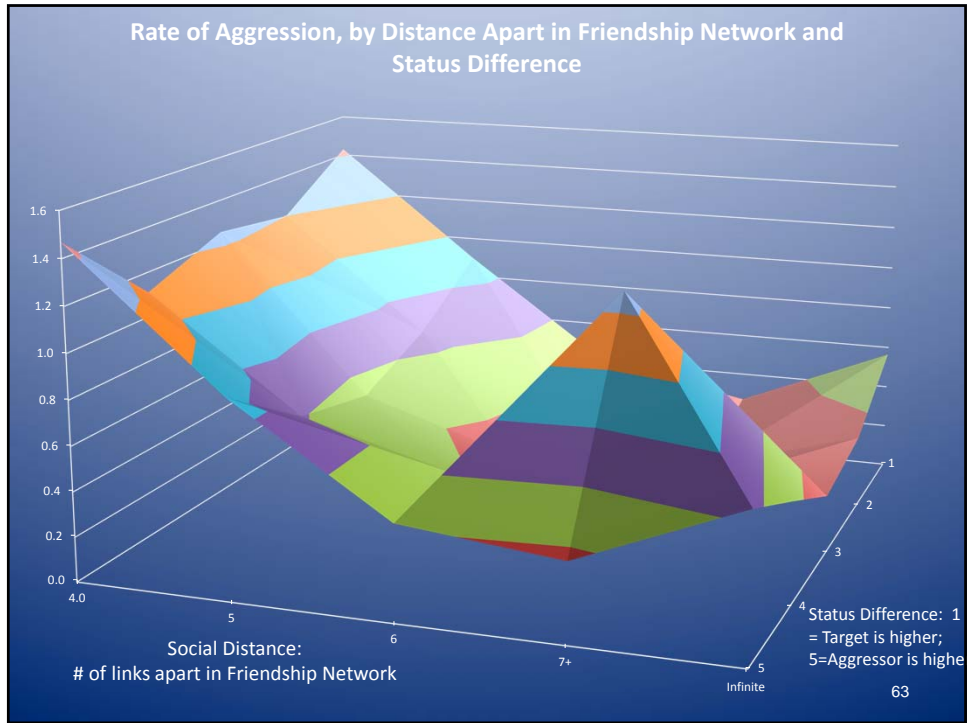 Rate of Aggression, by Distance Apart in Friendship Network and
Status Difference
1.6
1.4
1.2
1.0
0.8
0.6
0.4
0.2
0.0
4.0
5
6
7+
Infinite
1
2
3
4
5
Social Distance:
# of links apart in Friendship Network
Status Difference: 1
= Target is higher;
5=Aggressor is highe
63